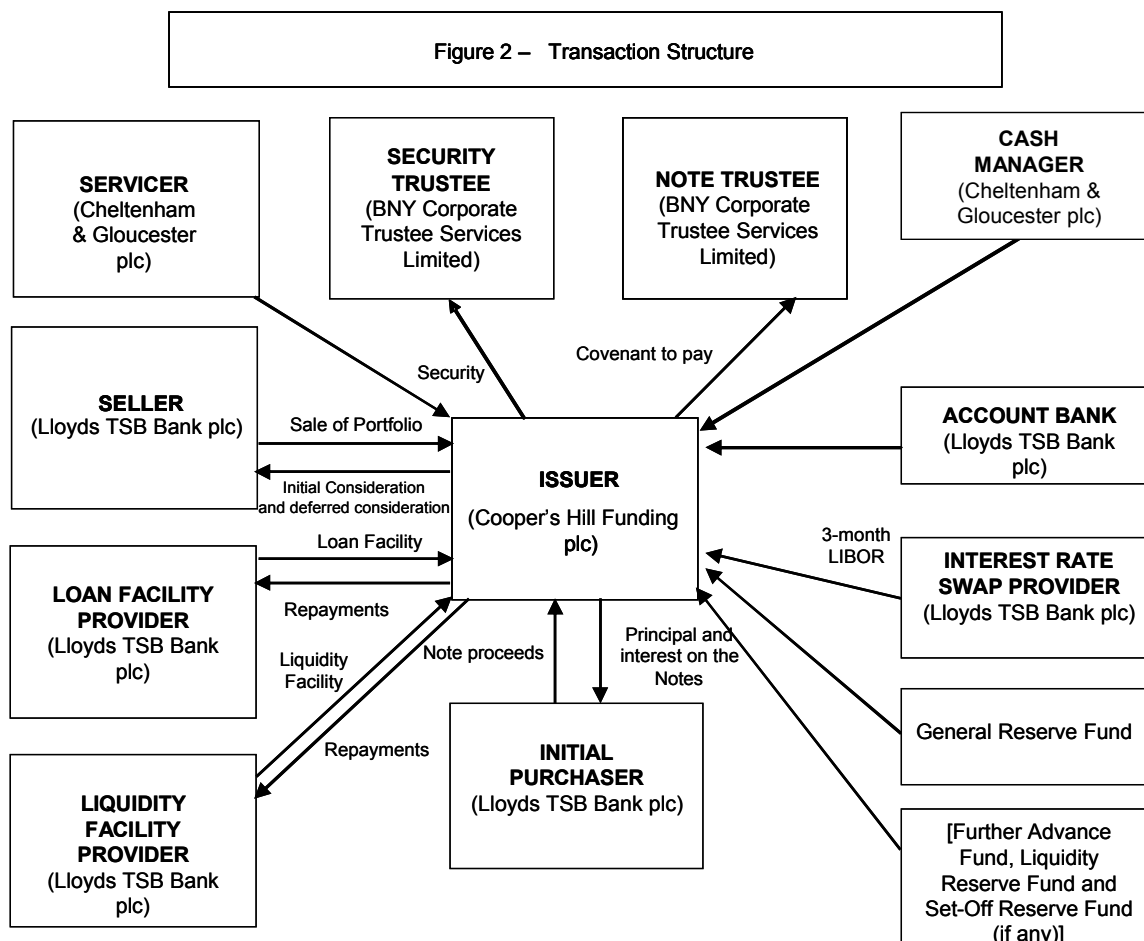 Figure 2 – Transaction Structure
SERVICER
(Cheltenham
& Gloucester
plc)
SECURITY
TRUSTEE
(BNY Corporate
Trustee Services
Limited)
NOTE TRUSTEE
(BNY Corporate
Trustee Services
Limited)
CASH
MANAGER
(Cheltenham &
Gloucester plc)
Security
Covenant to pay
SELLER
(Lloyds TSB Bank plc)
Sale of Portfolio
Initial Consideration
and deferred consideration
ISSUER
(Cooper's Hill Funding
plc)
ACCOUNT BANK
(Lloyds TSB Bank
plc)
Loan Facility
LOAN FACILITY
PROVIDER
(Lloyds TSB Bank
plc)
Repayments
3-month
LIBOR
INTEREST RATE
SWAP PROVIDER
(Lloyds TSB Bank plc)
Liquidity
Facility
Repayments
Note proceeds
Principal and
interest on the
Notes
General Reserve Fund
LIQUIDITY
FACILITY
PROVIDER
(Lloyds TSB Bank
plc)
INITIAL
PURCHASER
(Lloyds TSB Bank plc)
[Further Advance
Fund, Liquidity
Reserve Fund and
Set-Off Reserve Fund
(if any)]